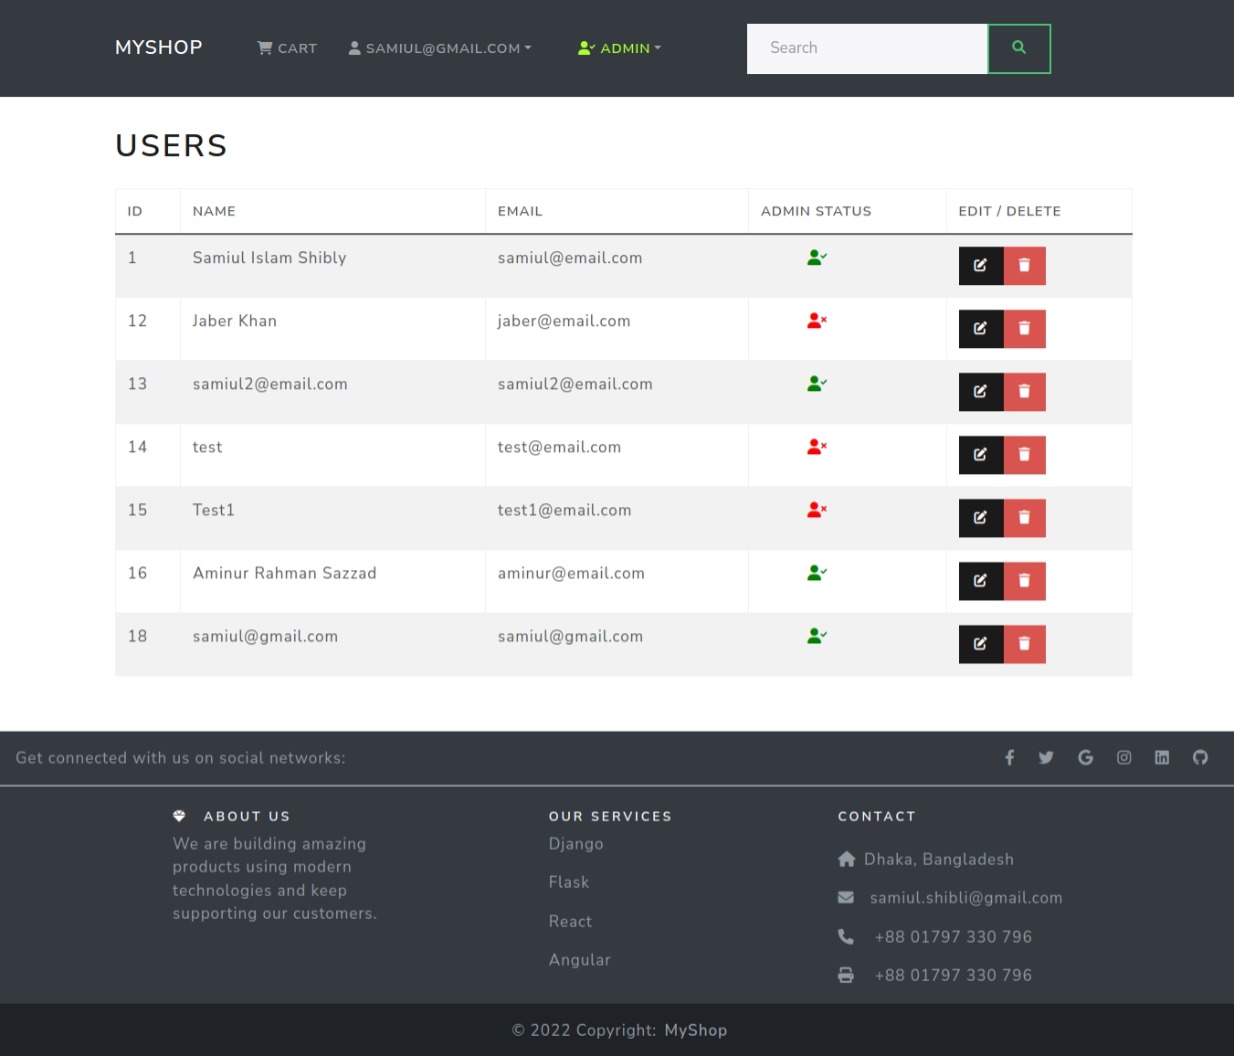 MYSHOP CART SAMIUL@GMAIL.COM ADMIN Search
USERS
ID NAME EMAIL ADMIN STATUS EDIT / DELETE
1 Samiul Islam Shibly samiul@email.com
12 Jaber Khan jaber@email.com
13 samiul2@email.com samiul2@email.com
14 test test@email.com
15 Test1 test1@email.com
16 Aminur Rahman Sazzad aminur@email.com
18 samiul@gmail.com samiul@gmail.com
Get connected with us on social networks:
ABOUT US
We are building amazing
products using modern
technologies and keep
supporting our customers.
OUR SERVICES
Django
Flask
React
Angular
CONTACT
Dhaka, Bangladesh
samiul.shibli@gmail.com
+88 01797 330 796
+88 01797 330 796
© 2022 Copyright: MyShop